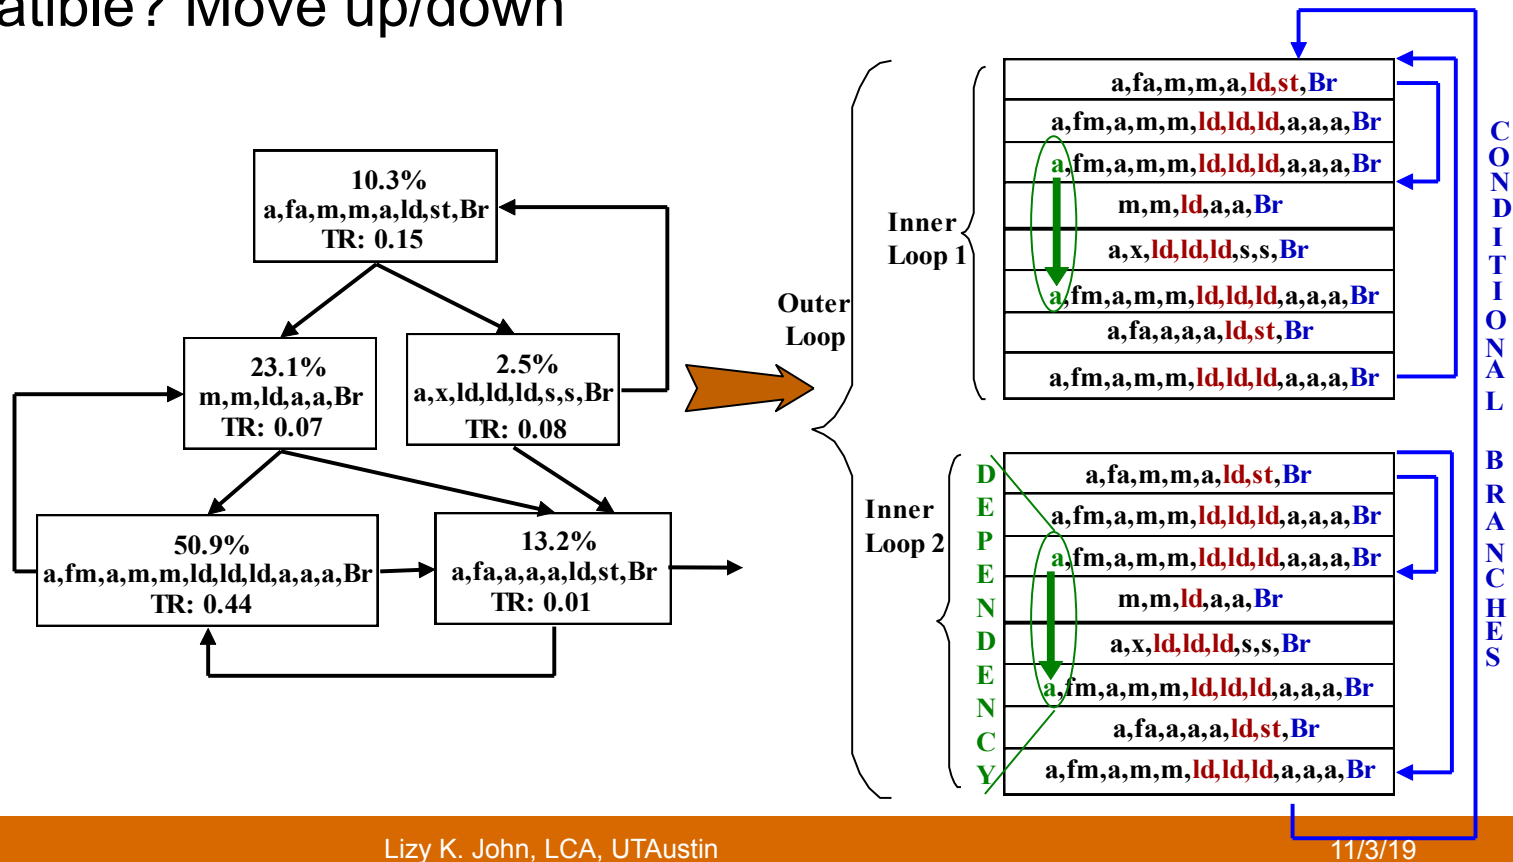 atible? Move up/down
10.3%
a,fa,m,m,a,ld,st,Br
TR: 0.15
23.1%
m,m,ld,a,a,Br
TR: 0.07
2.5%
a,x,ld,ld,ld,s,s,Br
TR: 0.08
50.9%
a,fm,a,m,m,ld,ld,ld,a,a,a,Br
TR: 0.44
13.2%
a,fa,a,a,a,ld,st,Br
TR: 0.01
Outer
Loop
Inner
Loop 1
a,fa,m,m,a,ld,st,Br
a,fm,a,m,m,ld,ld,ld,a,a,a,Br
a,fm,a,m,m,ld,ld,ld,a,a,a,Br
m,m,ld,a,a,Br
a,x,ld,ld,ld,s,s,Br
a,fm,a,m,m,ld,ld,ld,a,a,a,Br
a,fa,a,a,a,ld,st,Br
a,fm,a,m,m,ld,ld,ld,a,a,a,Br
Inner
Loop 2
DEPENDENCY
a,fa,m,m,a,ld,st,Br
a,fm,a,m,m,ld,ld,ld,a,a,a,Br
a,fm,a,m,m,ld,ld,ld,a,a,a,Br
m,m,ld,a,a,Br
a,x,ld,ld,ld,s,s,Br
a,fm,a,m,m,ld,ld,ld,a,a,a,Br
a,fa,a,a,a,ld,st,Br
a,fm,a,m,m,ld,ld,ld,a,a,a,Br
CONDITIONAL BRANCHES
Lizy K. John, LCA, UTAustin
11/3/19